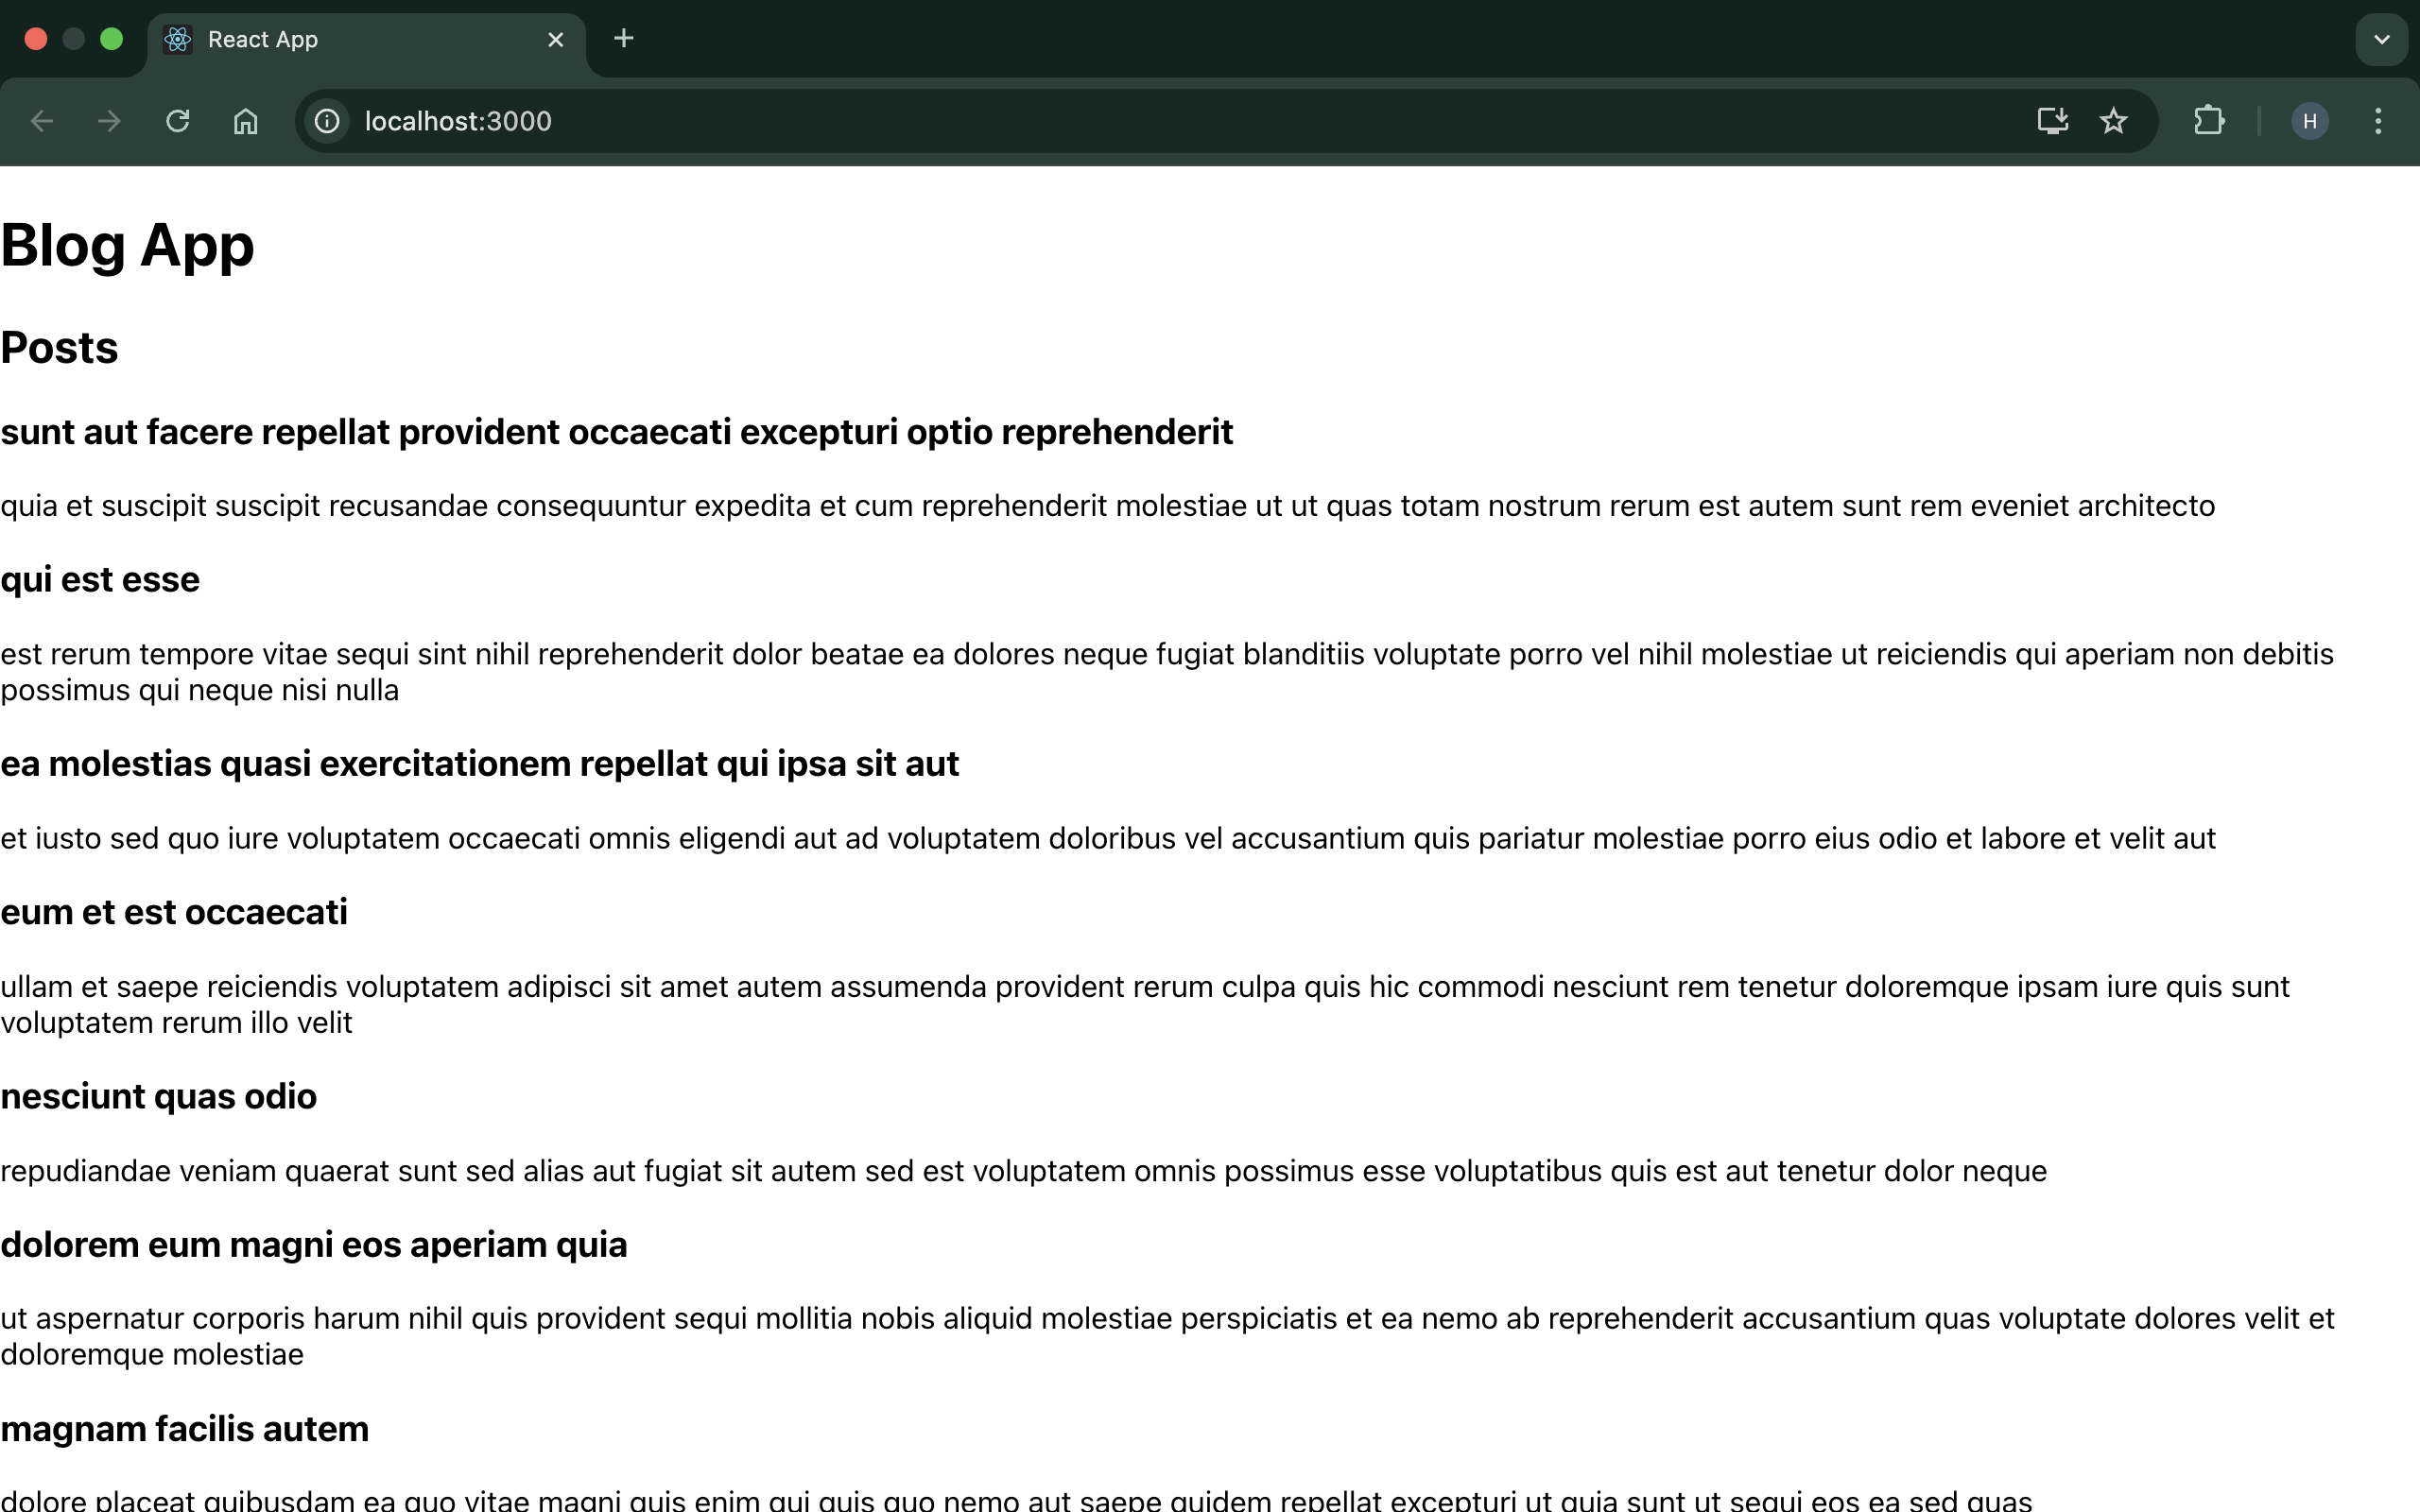 React App
localhost:3000
H
Blog App
Posts
sunt aut facere repellat provident occaecati excepturi optio reprehenderit
quia et suscipit suscipit recusandae consequuntur expedita et cum reprehenderit molestiae ut ut quas totam nostrum rerum est autem sunt rem eveniet architecto
qui est esse
est rerum tempore vitae sequi sint nihil reprehenderit dolor beatae ea dolores neque fugiat blanditiis voluptate porro vel nihil molestiae ut reiciendis qui aperiam non debitis
possimus qui neque nisi nulla
ea molestias quasi exercitationem repellat qui ipsa sit aut
et iusto sed quo iure voluptatem occaecati omnis eligendi aut ad voluptatem doloribus vel accusantium quis pariatur molestiae porro eius odio et labore et velit aut
eum et est occaecati
ullam et saepe reiciendis voluptatem adipisci sit amet autem assumenda provident rerum culpa quis hic commodi nesciunt rem tenetur doloremque ipsam iure quis sunt
voluptatem rerum illo velit
nesciunt quas odio
repudiandae veniam quaerat sunt sed alias aut fugiat sit autem sed est voluptatem omnis possimus esse voluptatibus quis est aut tenetur dolor neque
dolorem eum magni eos aperiam quia
ut aspernatur corporis harum nihil quis provident sequi mollitia nobis aliquid molestiae perspiciatis et ea nemo ab reprehenderit accusantium quas voluptate dolores velit et
doloremque molestiae
magnam facilis autem
dolore placeat quibusdam ea quo vitae magni quis enim qui quis quo nemo aut saepe quidem repellat excepturi ut quia sunt ut sequi eos ea sed quas